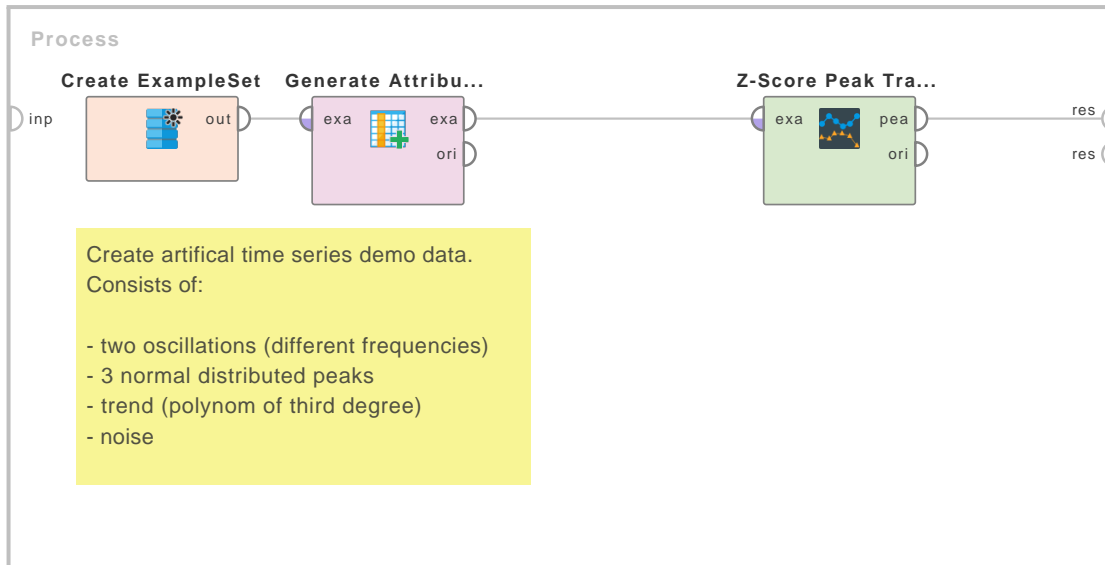 Process
Create ExampleSet
Generate Attribu...
Z-Score Peak Tra...
inp
out
exa
exa
ori
exa
pea
ori
res
res
Create artifical time series demo data.
Consists of:
- two oscillations (different frequencies)
- 3 normal distributed peaks
- trend (polynom of third degree)
- noise